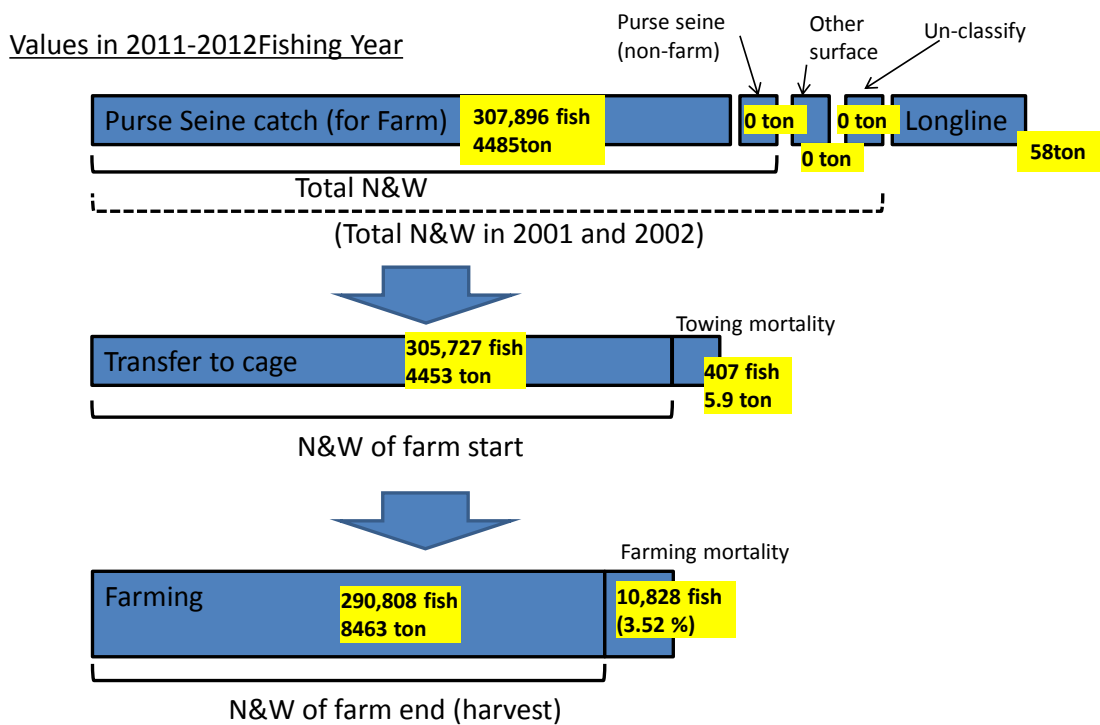 Values in 2011-2012Fishing Year
Purse seine
(non-farm)
Other
surface
Un-classify
Purse Seine catch (for Farm)
307,896 fish
4485ton
0 ton
0 ton
0 ton
Longline
58ton
Total N&W
(Total N&W in 2001 and 2002)
Towing mortality
Transfer to cage
305,727 fish
4453 ton
407 fish
5.9 ton
N&W of farm start
Farming mortality
Farming
290,808 fish
8463 ton
10,828 fish
(3.52 %)
N&W of farm end (harvest)